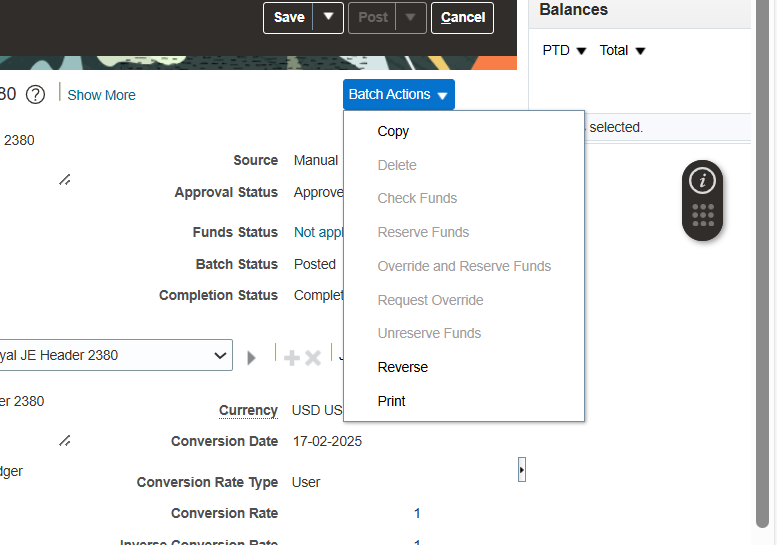 Save Post Cancel
Balances
PTD Total
80 ? Show More
Batch Actions
selected.
2380
Source Manual
Approval Status Approve
Funds Status Not appl
Batch Status Posted
Completion Status Complet
Copy
Delete
Check Funds
Reserve Funds
Override and Reserve Funds
Request Override
Unreserve Funds
Reverse
Print
yal JE Header 2380
er 2380
Currency USD US
Conversion Date 17-02-2025
dger
Conversion Rate Type User
Conversion Rate 1
Inverse Conversion Rate 1